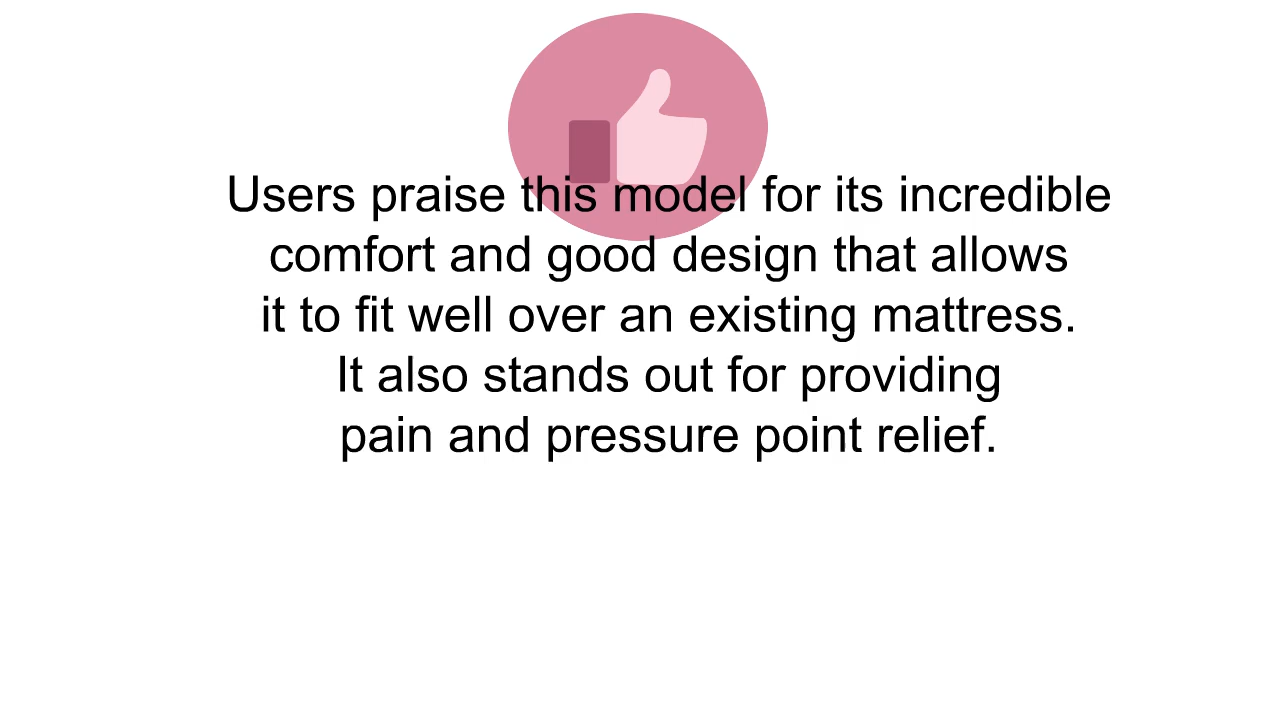 Users praise this model for its incredible
comfort and good design that allows
it to fit well over an existing mattress.
It also stands out for providing
pain and pressure point relief.